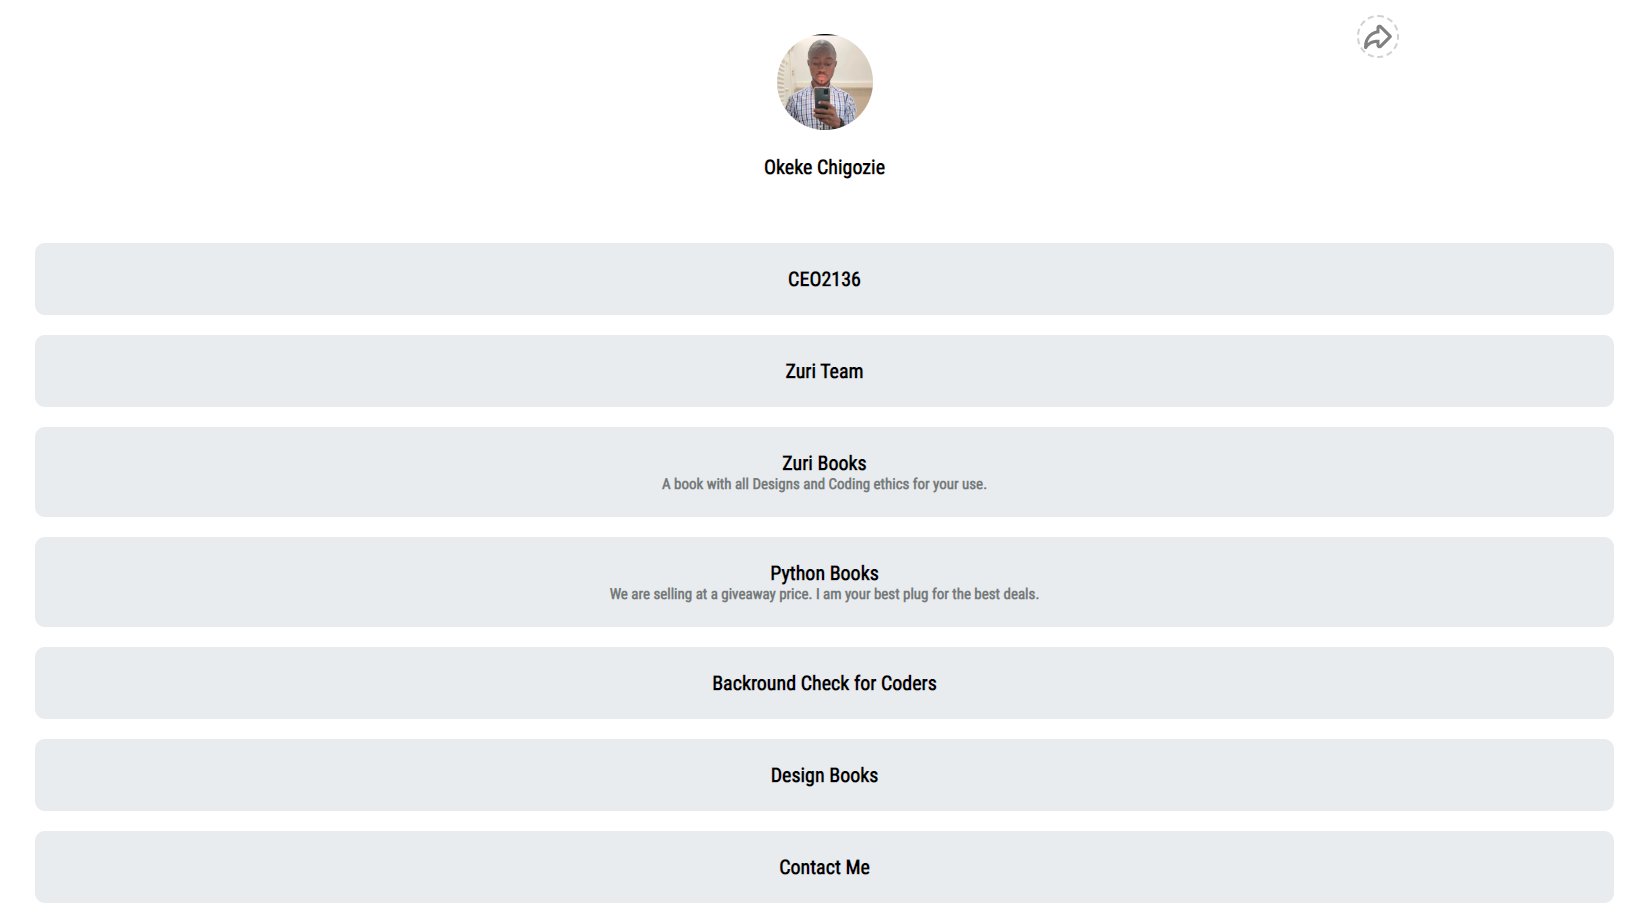 Okeke Chigozie
CEO2136
Zuri Team
Zuri Books
A book with all Designs and Coding ethics for your use.
Python Books
We are selling at a giveaway price. I am your best plug for the best deals.
Backround Check for Coders
Design Books
Contact Me